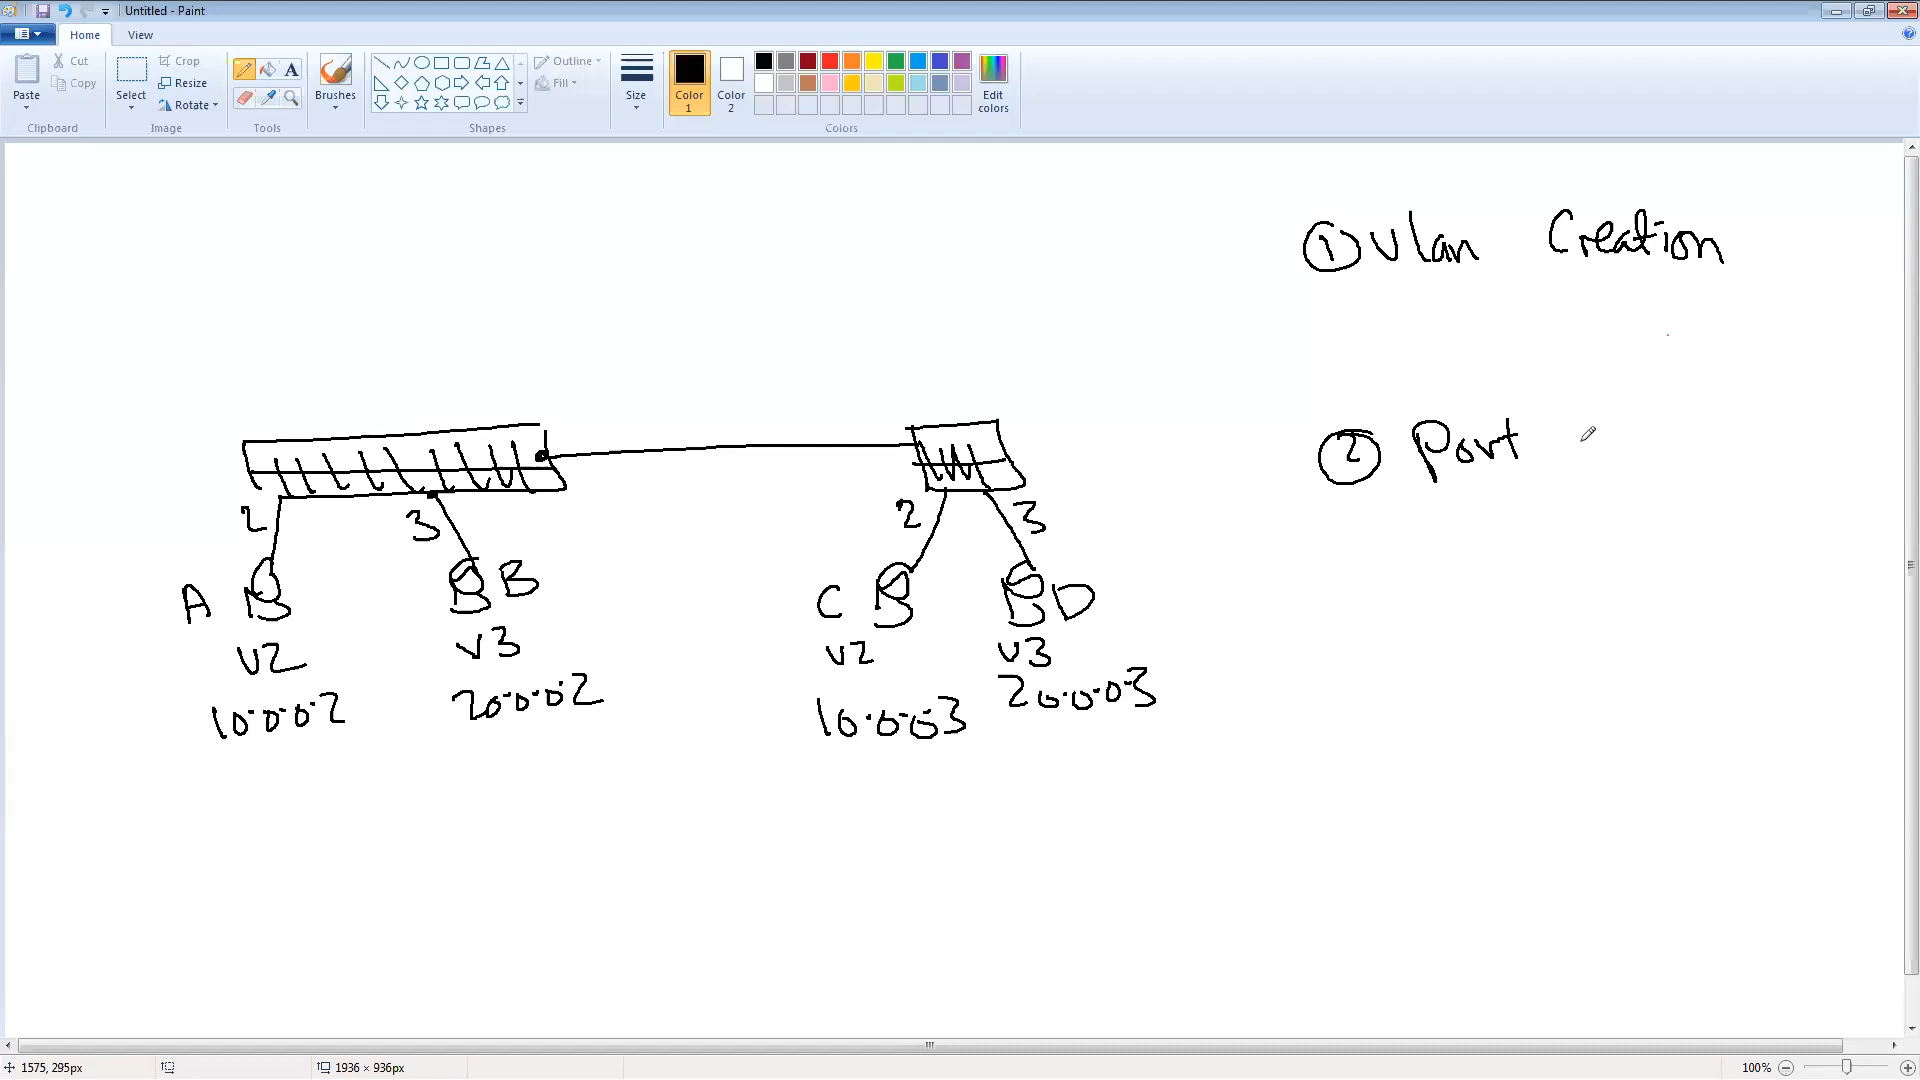 Untitled - Paint
Home View
Paste
Cut
Copy
Clipboard
Select
Crop
Resize
Rotate
Image
Tools
Brushes
Shapes
Outline
Fill
Size
Color 1
Color 2
Colors
Edit colors
① Vlan Creation
② Port
2 3 2 3
A B C D
V2 V3 V2 V3
10.0.0.2 20.0.0.2 10.0.0.3 20.0.0.3
1575, 295px 1936 × 936px 100%